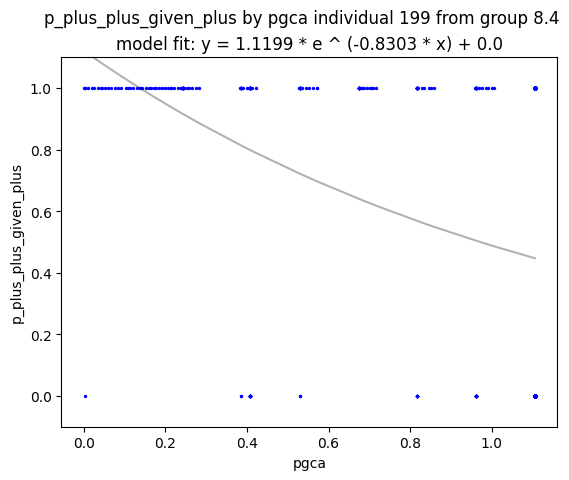 p_plus_plus_given_plus by pgca individual 199 from group 8.4
model fit: y = 1.1199 * e ^ (-0.8303 * x) + 0.0
1.0
0.8
0.6
0.4
0.2
0.0
p_plus_plus_given_plus
0.0 0.2 0.4 0.6 0.8 1.0
pgca